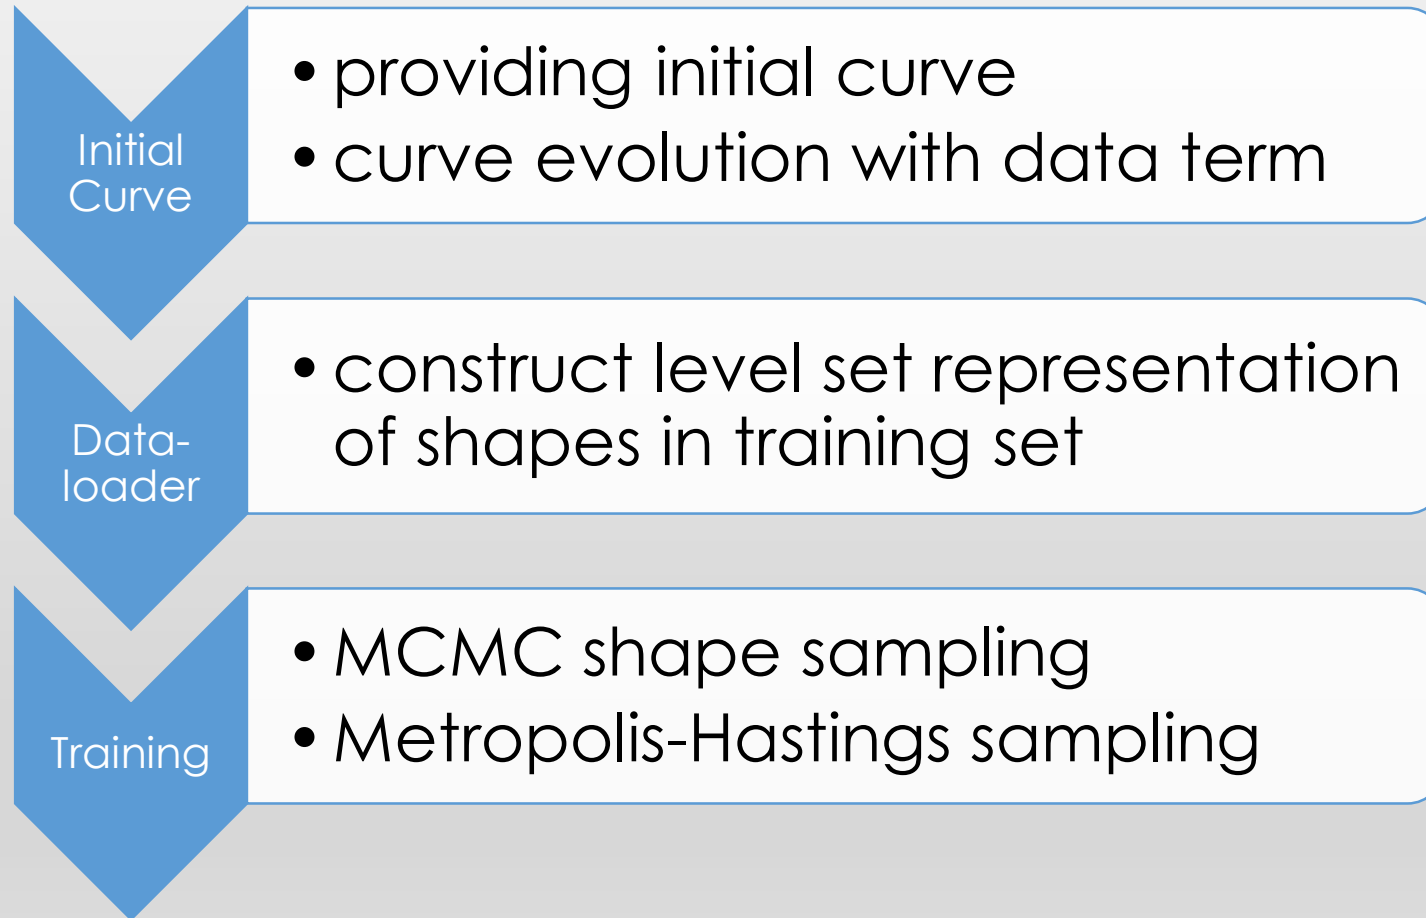 Initial
Curve
• providing initial curve
• curve evolution with data term
Data-
loader
• construct level set representation
of shapes in training set
Training
• MCMC shape sampling
• Metropolis-Hastings sampling